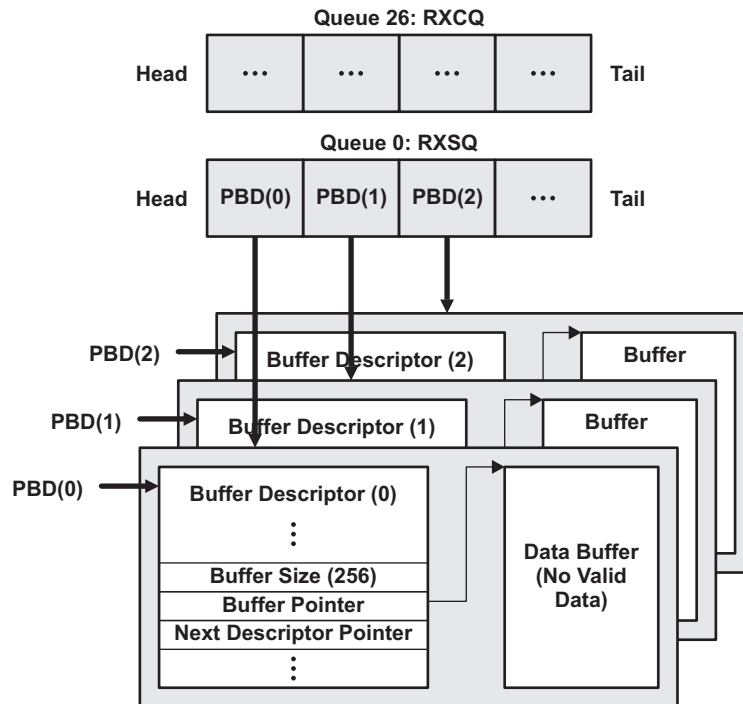 Queue 26: RXCQ
Head ... ... ... ... Tail
Queue 0: RXSQ
Head PBD(0) PBD(1) PBD(2) ... Tail
PBD(2)
Buffer Descriptor (2)
Buffer
PBD(1)
Buffer Descriptor (1)
Buffer
PBD(0)
Buffer Descriptor (0)
Buffer Size (256)
Buffer Pointer
Next Descriptor Pointer
Data Buffer
(No Valid
Data)